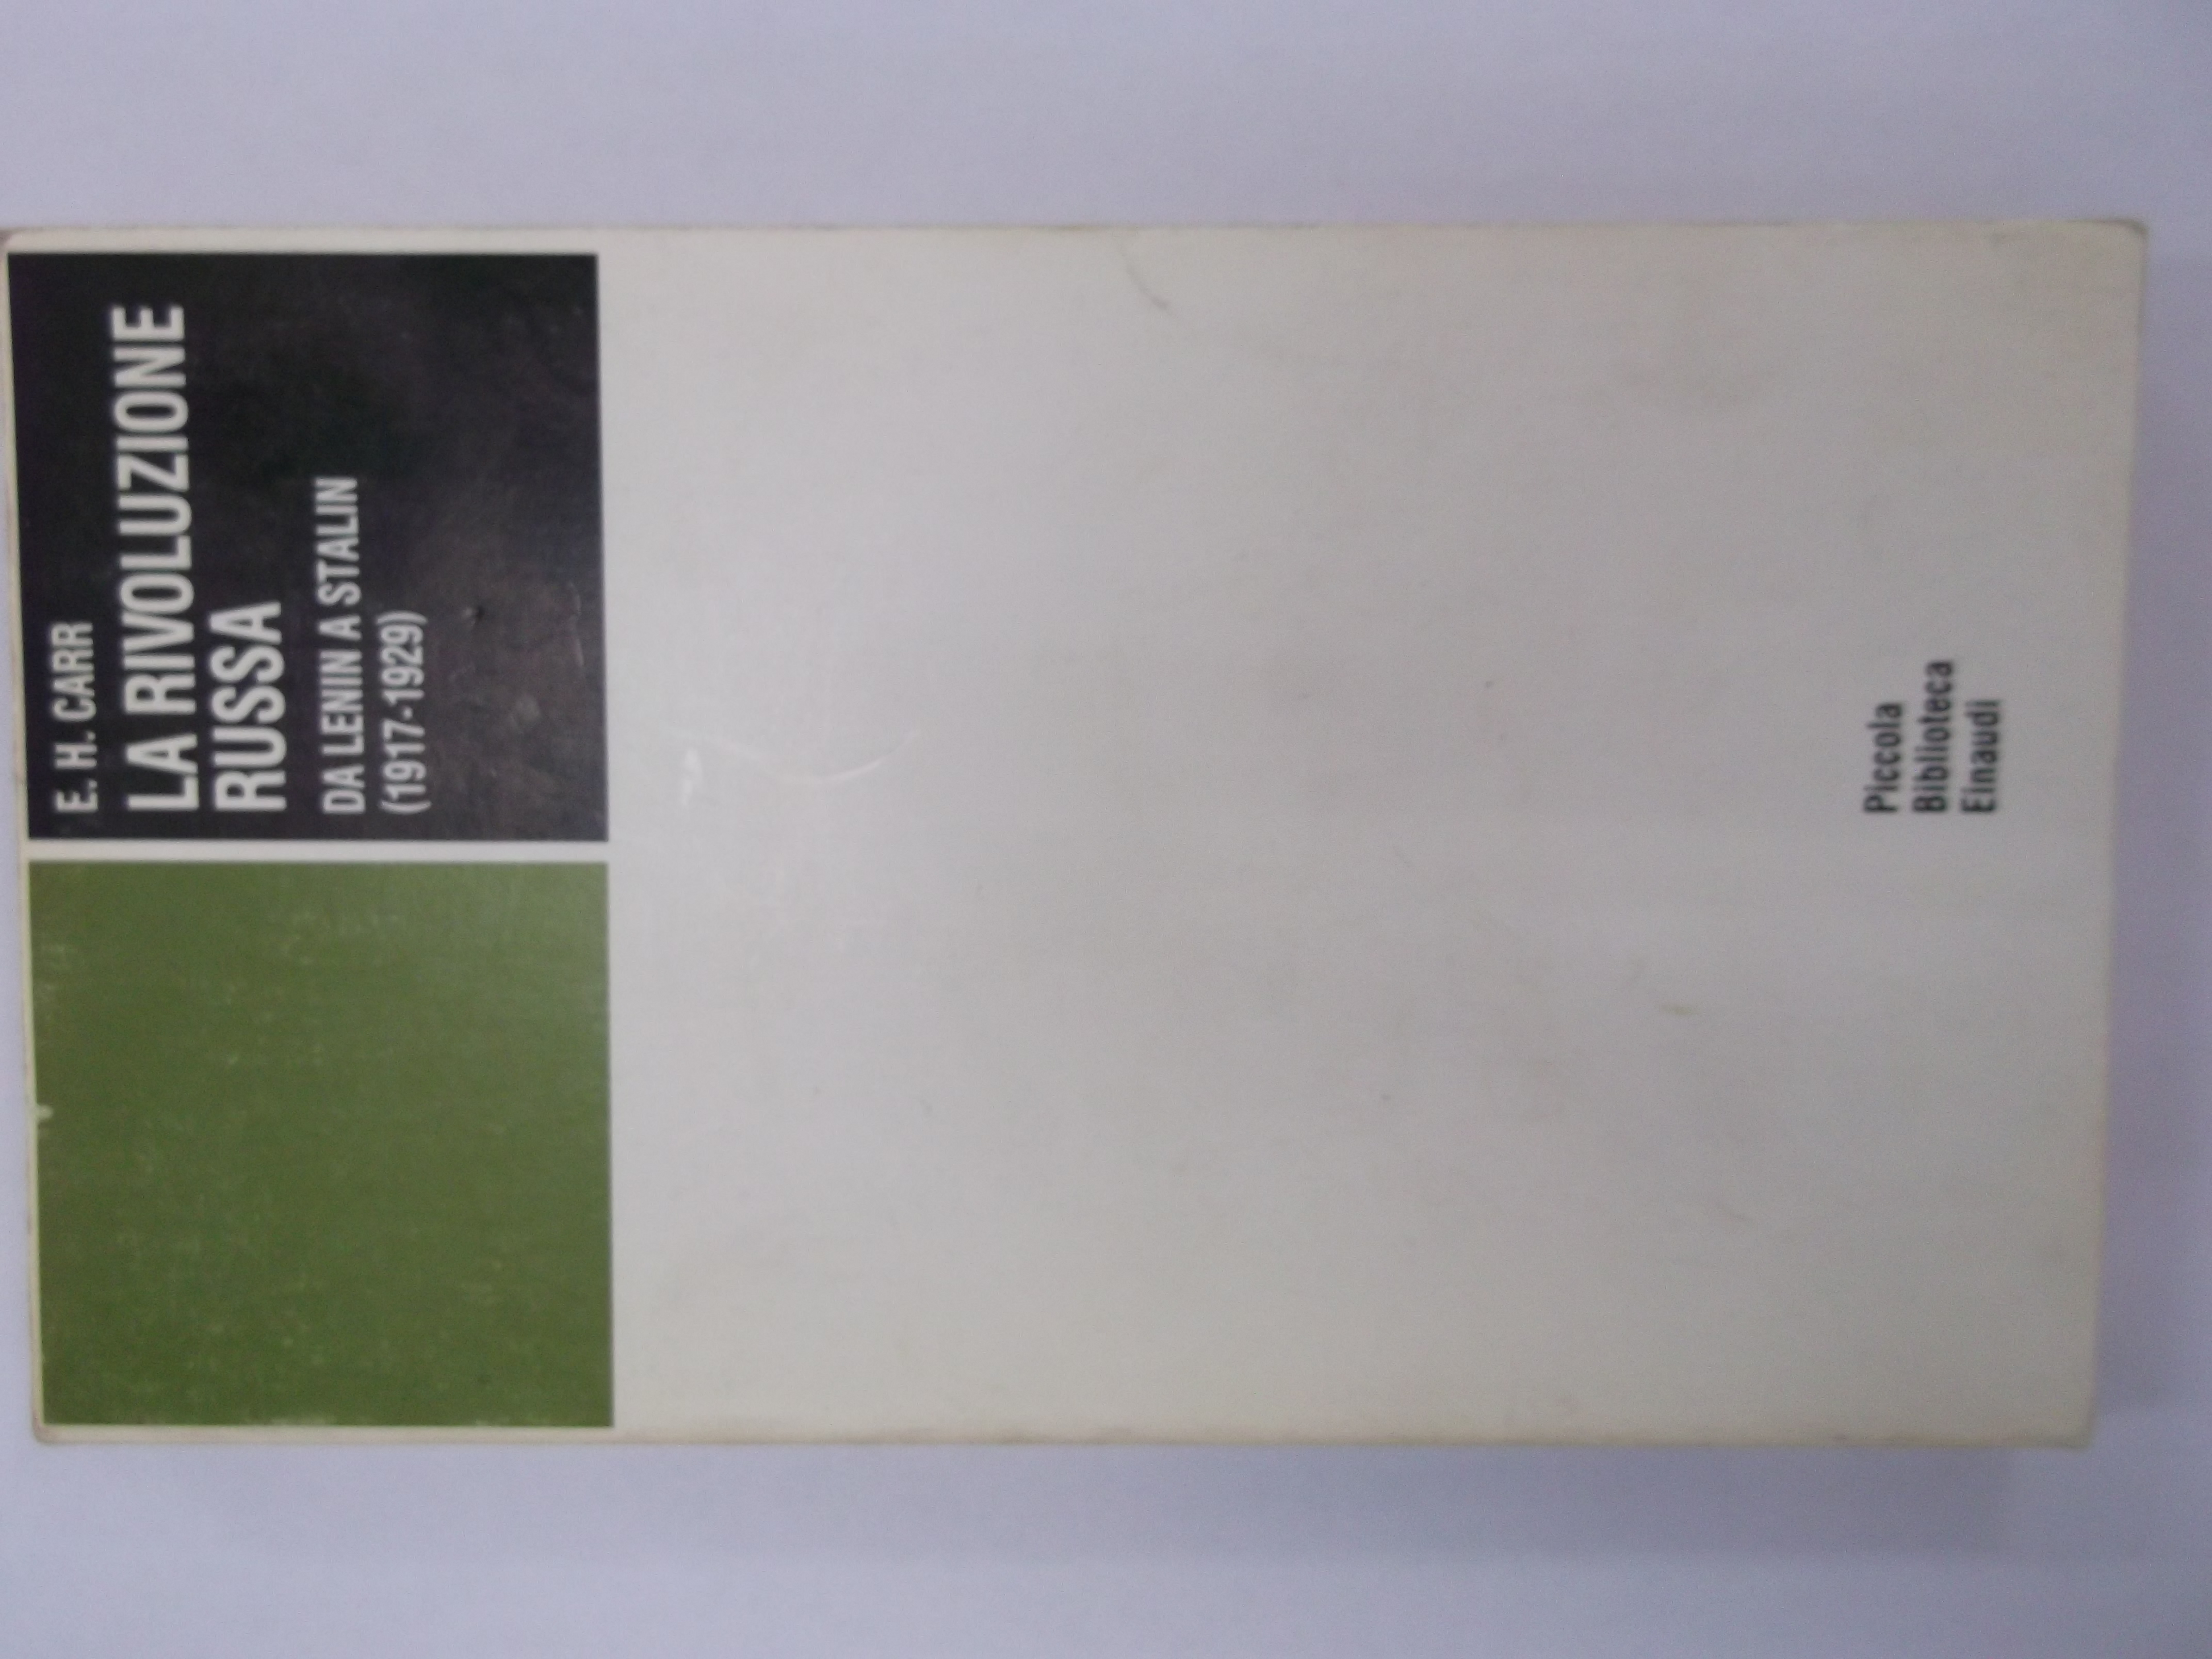 E. H. CARR
LA RIVOLUZIONE
RUSSA
DA LENIN A STALIN
(1917-1929)
Piccola
Biblioteca
Einaudi